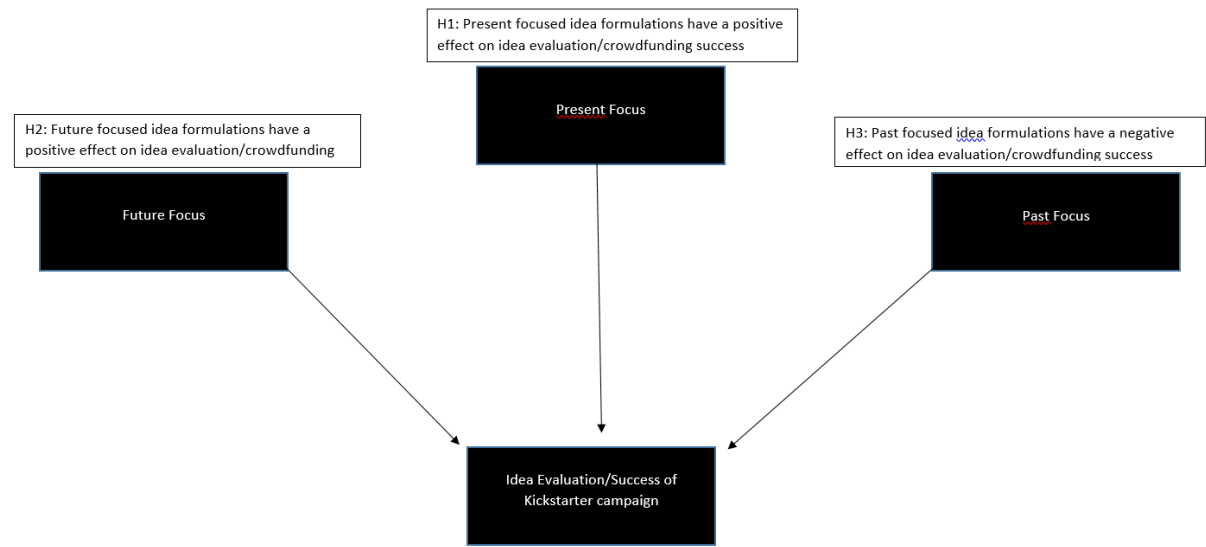 H1: Present focused idea formulations have a positive
effect on idea evaluation/crowdfunding success
Present Focus
H2: Future focused idea formulations have a
positive effect on idea evaluation/crowdfunding
Future Focus
H3: Past focused idea formulations have a negative
effect on idea evaluation/crowdfunding success
Past Focus
Idea Evaluation/Success of
Kickstarter campaign